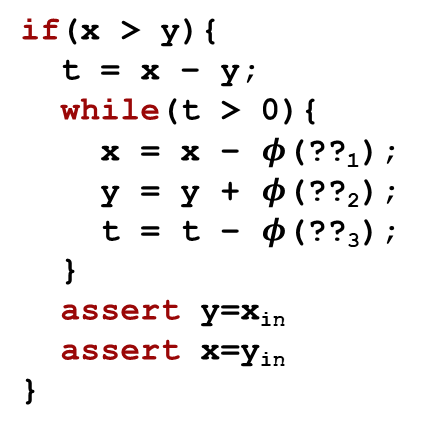 if(x > y){
t = x - y;
while(t > 0){
x = x - ϕ(??₁);
y = y + ϕ(??₂);
t = t - ϕ(??₃);
}
assert y=xᵢₙ
assert x=yᵢₙ
}